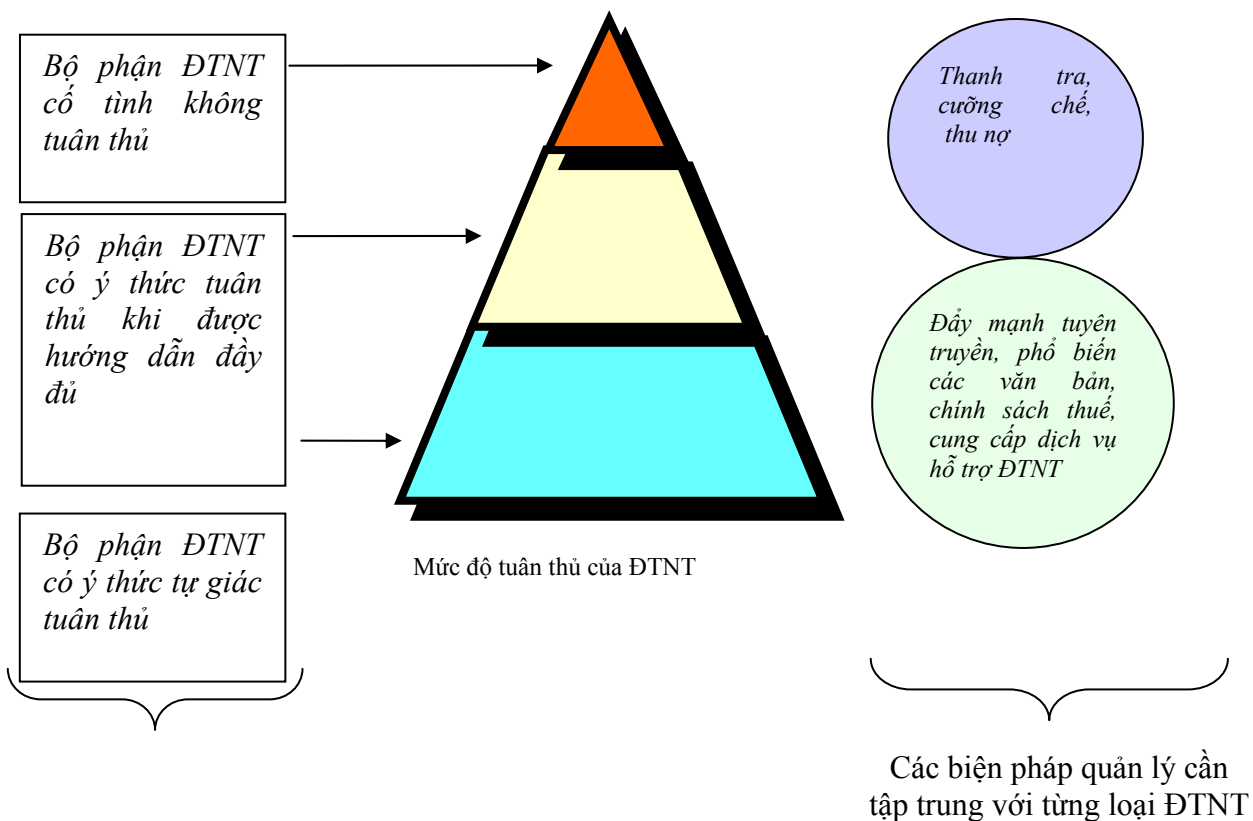 Bộ phận ĐTNT
cố tình không
tuân thủ
Bộ phận ĐTNT
có ý thức tuân
thủ khi được
hướng dẫn đầy
đủ
Bộ phận ĐTNT
có ý thức tự giác
tuân thủ
Mức độ tuân thủ của ĐTNT
Thanh tra,
cưỡng chế,
thu nợ
Đẩy mạnh tuyên
truyền, phổ biến
các văn bản,
chính sách thuế,
cung cấp dịch vụ
hỗ trợ ĐTNT
Các biện pháp quản lý cần
tập trung với từng loại ĐTNT